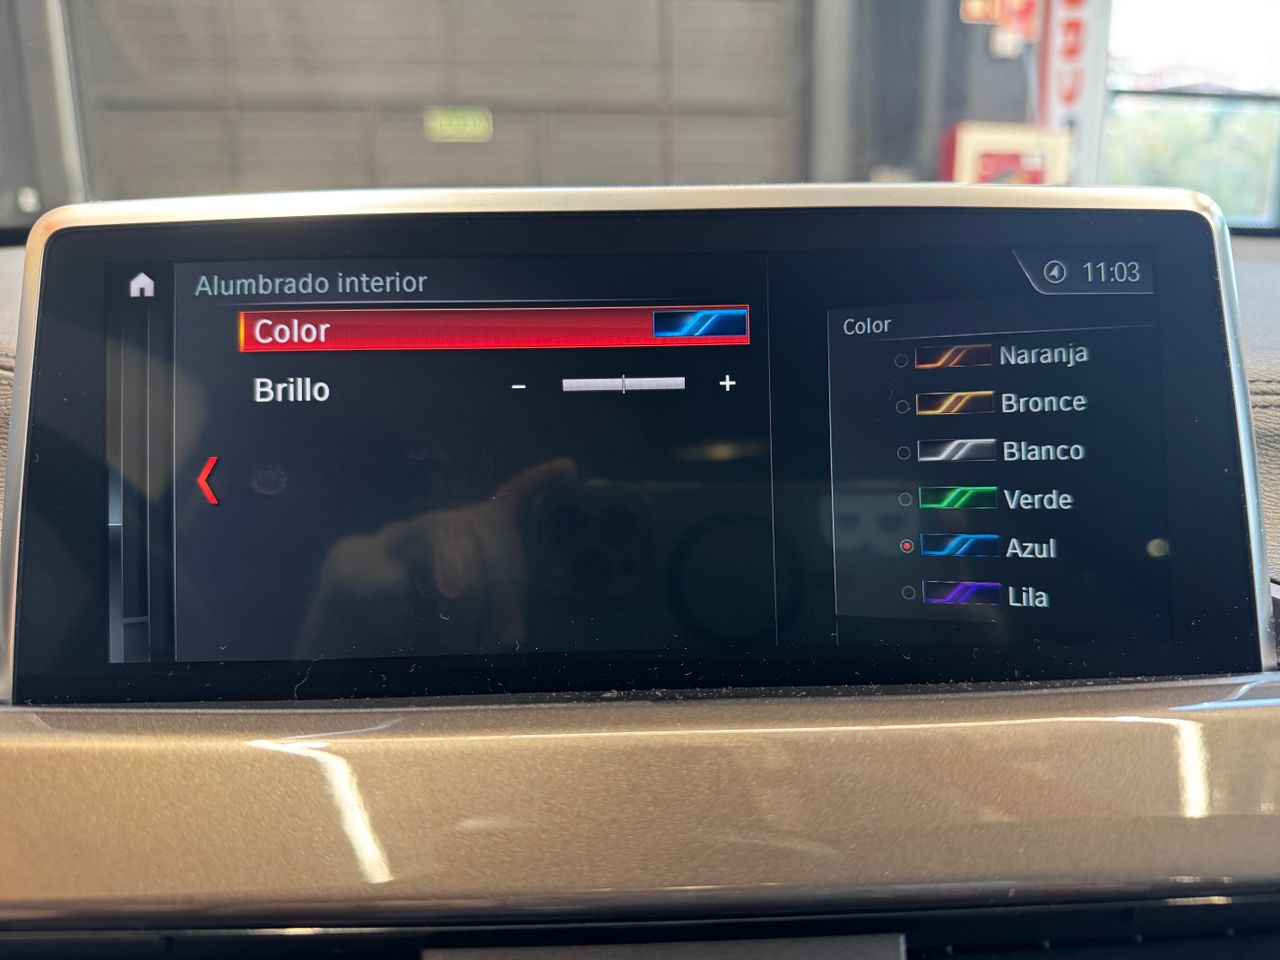 Alumbrado interior
11:03
Color
Brillo
-
+
Color
Naranja
Bronce
Blanco
Verde
Azul
Lila